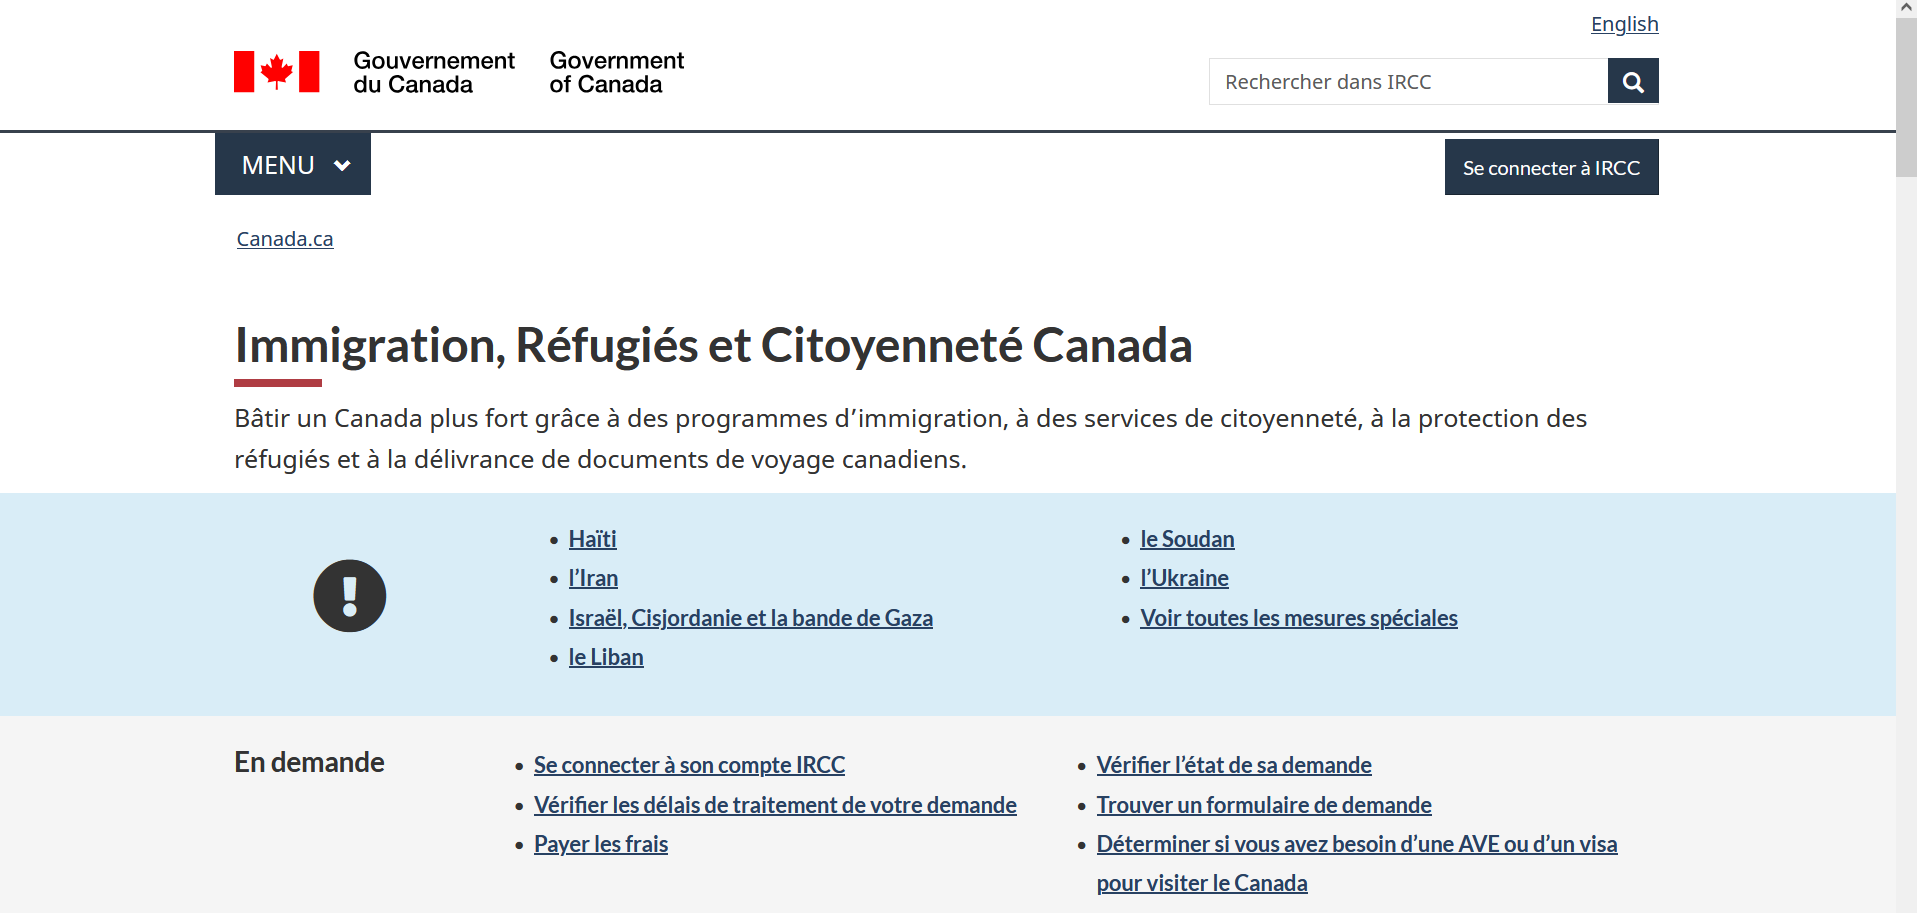 English
Gouvernement
du Canada
Government
of Canada
Rechercher dans IRCC
MENU
Se connecter à IRCC
Canada.ca
Immigration, Réfugiés et Citoyenneté Canada
Bâtir un Canada plus fort grâce à des programmes d’immigration, à des services de citoyenneté, à la protection des
réfugiés et à la délivrance de documents de voyage canadiens.
Haïti
l’Iran
Israël, Cisjordanie et la bande de Gaza
le Liban
le Soudan
l’Ukraine
Voir toutes les mesures spéciales
En demande
Se connecter à son compte IRCC
Vérifier les délais de traitement de votre demande
Payer les frais
Vérifier l’état de sa demande
Trouver un formulaire de demande
Déterminer si vous avez besoin d’une AVE ou d’un visa
pour visiter le Canada